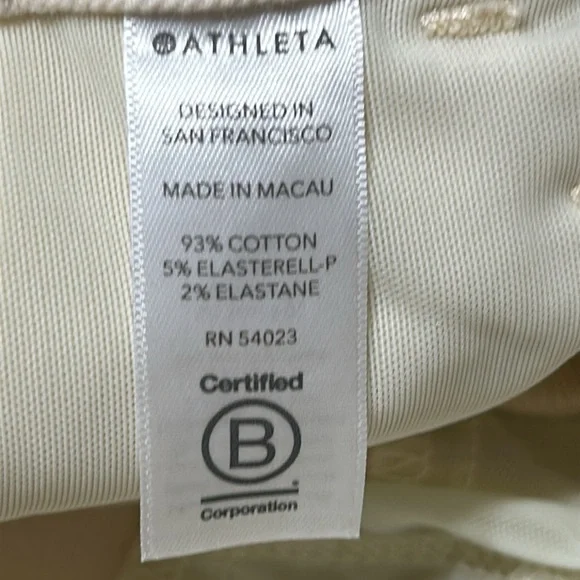 ATHLETA
DESIGNED IN
SAN FRANCISCO
MADE IN MACAU
93% COTTON
5% ELASTERELL-P
2% ELASTANE
RN 54023
Certified
B
Corporation